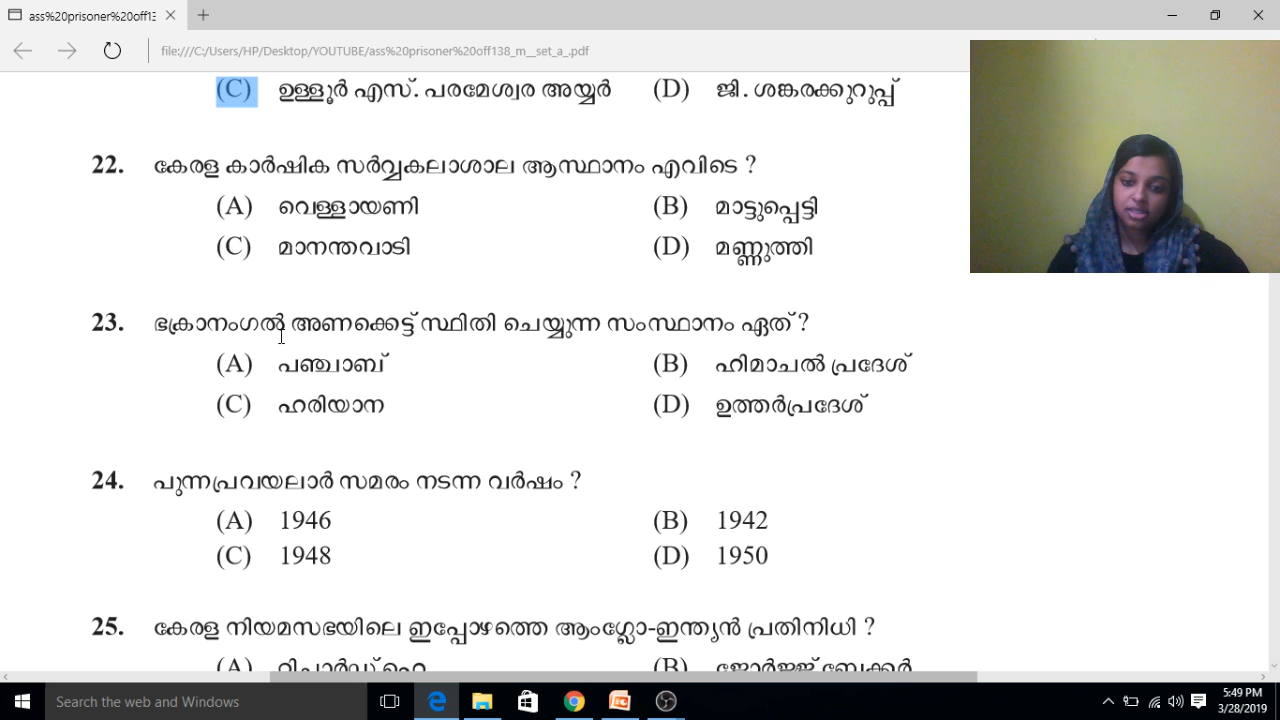 ass%20prisoner%20off13
file:///C:/Users/HP/Desktop/YOUTUBE/ass%20prisoner%20off138_m__set_a_.pdf
(C) ഉള്ളൂർ എസ്. പരമേശ്വര അയ്യർ (D) ജി. ശങ്കരക്കുറുപ്പ്
22. കേരള കാർഷിക സർവ്വകലാശാല ആസ്ഥാനം എവിടെ ?
(A) വെള്ളായണി (B) മാട്ടുപ്പെട്ടി
(C) മാനന്തവാടി (D) മണ്ണുത്തി
23. ഭക്രാനംഗൽ അണക്കെട്ട് സ്ഥിതി ചെയ്യുന്ന സംസ്ഥാനം ഏത് ?
(A) പഞ്ചാബ് (B) ഹിമാചൽ പ്രദേശ്
(C) ഹരിയാന (D) ഉത്തർപ്രദേശ്
24. പുന്നപ്രവയലാർ സമരം നടന്ന വർഷം ?
(A) 1946 (B) 1942
(C) 1948 (D) 1950
25. കേരള നിയമസഭയിലെ ഇപ്പോഴത്തെ ആംഗ്ലോ-ഇന്ത്യൻ പ്രതിനിധി ?
(A) (B) ജോർജ്ജ് ബേക്കർ
Search the web and Windows
5:49 PM
3/28/2019